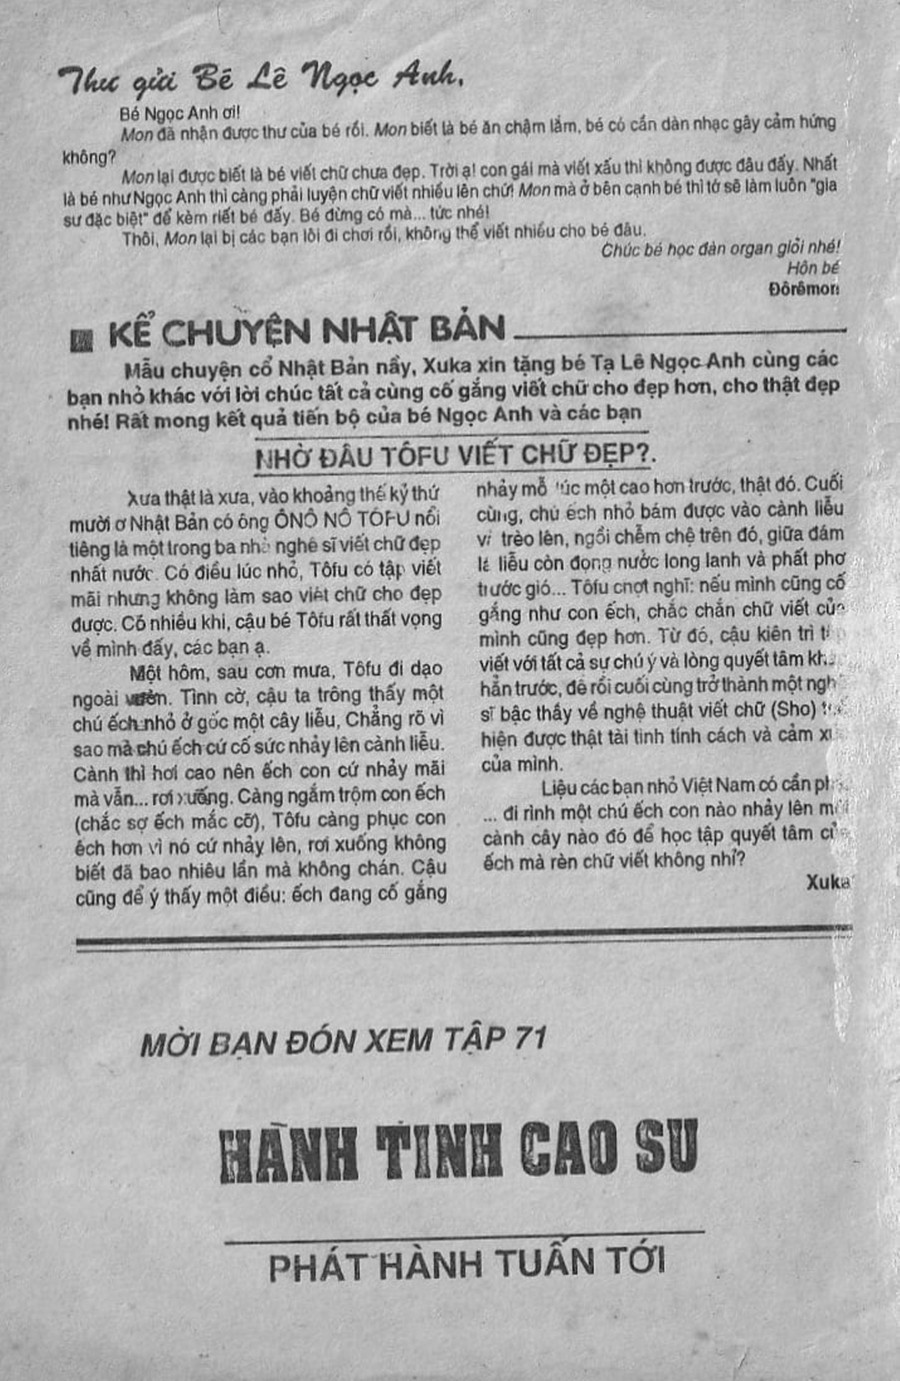 Thư gửi Bé Lê Ngọc Anh,
Bé Ngọc Anh ơi!
Mon đã nhận được thư của bé rồi. Mon biết là bé ăn chậm lắm, bé có cần dàn nhạc gây cảm hứng
không?
Mon lại được biết là bé viết chữ chưa đẹp. Trời ạ! con gái mà viết xấu thì không được đâu đấy. Nhất
là bé như Ngọc Anh thì càng phải luyện chữ viết nhiều lên chứ! Mon mà ở bên cạnh bé thì tớ sẽ làm luôn "gia
sư đặc biệt" để kèm riết bé đấy. Bé đừng có mà... tức nhé!
Thôi, Mon lại bị các bạn lôi đi chơi rồi, không thể viết nhiều cho bé đâu.
Chúc bé học đàn organ giỏi nhé!
Hôn bé
Đôrêmon
KỂ CHUYỆN NHẬT BẢN
Mẫu chuyện cổ Nhật Bản nầy, Xuka xin tặng bé Tạ Lê Ngọc Anh cùng các
bạn nhỏ khác với lời chúc tất cả cùng cố gắng viết chữ cho đẹp hơn, cho thật đẹp
nhé! Rất mong kết quả tiến bộ của bé Ngọc Anh và các bạn
NHỜ ĐÂU TÔFU VIẾT CHỮ ĐẸP?.
Xưa thật là xưa, vào khoảng thế kỷ thứ
mười ở Nhật Bản có ông ÔNÔ NÔ TÔFU nổi
tiếng là một trong ba nhà nghệ sĩ viết chữ đẹp
nhất nước. Có điều lúc nhỏ, Tôfu có tập viết
mãi nhưng không làm sao viết chữ cho đẹp
được. Có nhiều khi, cậu bé Tôfu rất thất vọng
về mình đấy, các bạn ạ.
Một hôm, sau cơn mưa, Tôfu đi dạo
ngoài vườn. Tình cờ, cậu ta trông thấy một
chú ếch nhỏ ở gốc một cây liễu, Chẳng rõ vì
sao mà chú ếch cứ cố sức nhảy lên cành liễu.
Cành thì hơi cao nên ếch con cứ nhảy mãi
mà vẫn... rơi xuống. Càng ngắm trộm con ếch
(chắc sợ ếch mắc cỡ), Tôfu càng phục con
ếch hơn vì nó cứ nhảy lên, rơi xuống không
biết đã bao nhiêu lần mà không chán. Cậu
cũng để ý thấy một điều: ếch đang cố gắng
nhảy mỗ lúc một cao hơn trước, thật đó. Cuối
cùng, chú ếch nhỏ bám được vào cành liễu
trèo lên, ngồi chễm chệ trên đó, giữa đám
lá liễu còn đọng nước long lanh và phất phơ
trước gió... Tôfu chợt nghĩ: nếu mình cũng cố
gắng như con ếch, chắc chắn chữ viết của
mình cũng đẹp hơn. Từ đó, cậu kiên trì
viết với tất cả sự chú ý và lòng quyết tâm
hẳn trước, để rồi cuối cùng trở thành một
sĩ bậc thầy về nghệ thuật viết chữ (Sho)
hiện được thật tài tinh tính cách và cảm
của mình.
Liệu các bạn nhỏ Việt Nam có cần
... đi rình một chú ếch con nào nhảy lên
cành cây nào đó để học tập quyết tâm
ếch mà rèn chữ viết không nhỉ?
Xuka
MỜI BẠN ĐÓN XEM TẬP 71
HÀNH TINH CAO SU
PHÁT HÀNH TUẦN TỚI